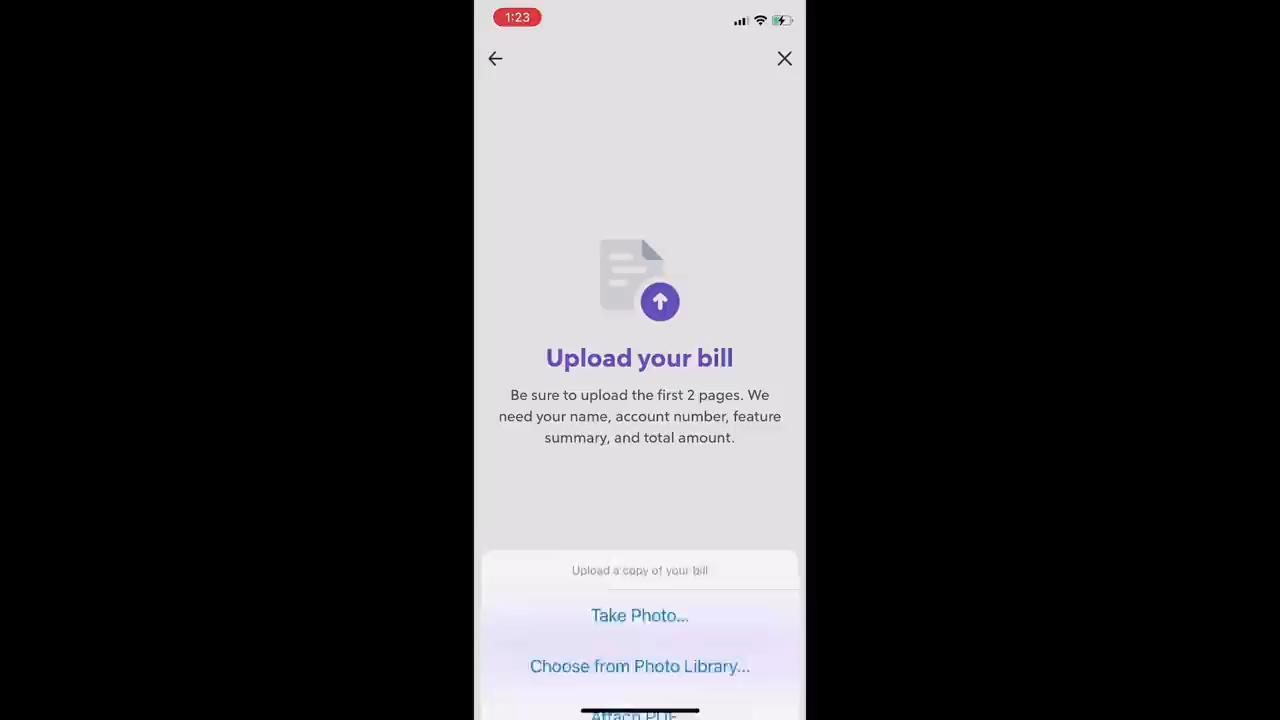 1:23
Upload your bill
Be sure to upload the first 2 pages. We
need your name, account number, feature
summary, and total amount.
Upload a copy of your bill
Take Photo...
Choose from Photo Library...
Attach PDF